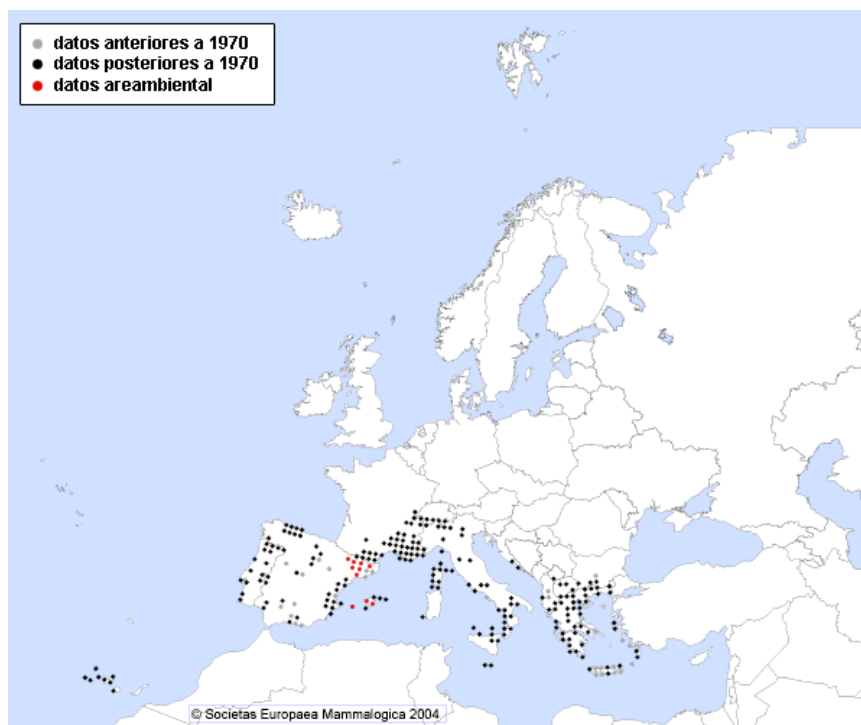 datos anteriores a 1970
datos posteriores a 1970
datos areambiental
© Societas Europaea Mammalogica 2004